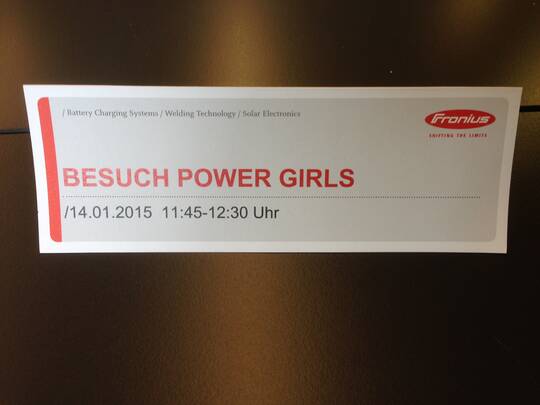 / Battery Charging Systems / Welding Technology / Solar Electronics
Fronius
SHIFTING THE LIMITS
BESUCH POWER GIRLS
/14.01.2015 11:45-12:30 Uhr